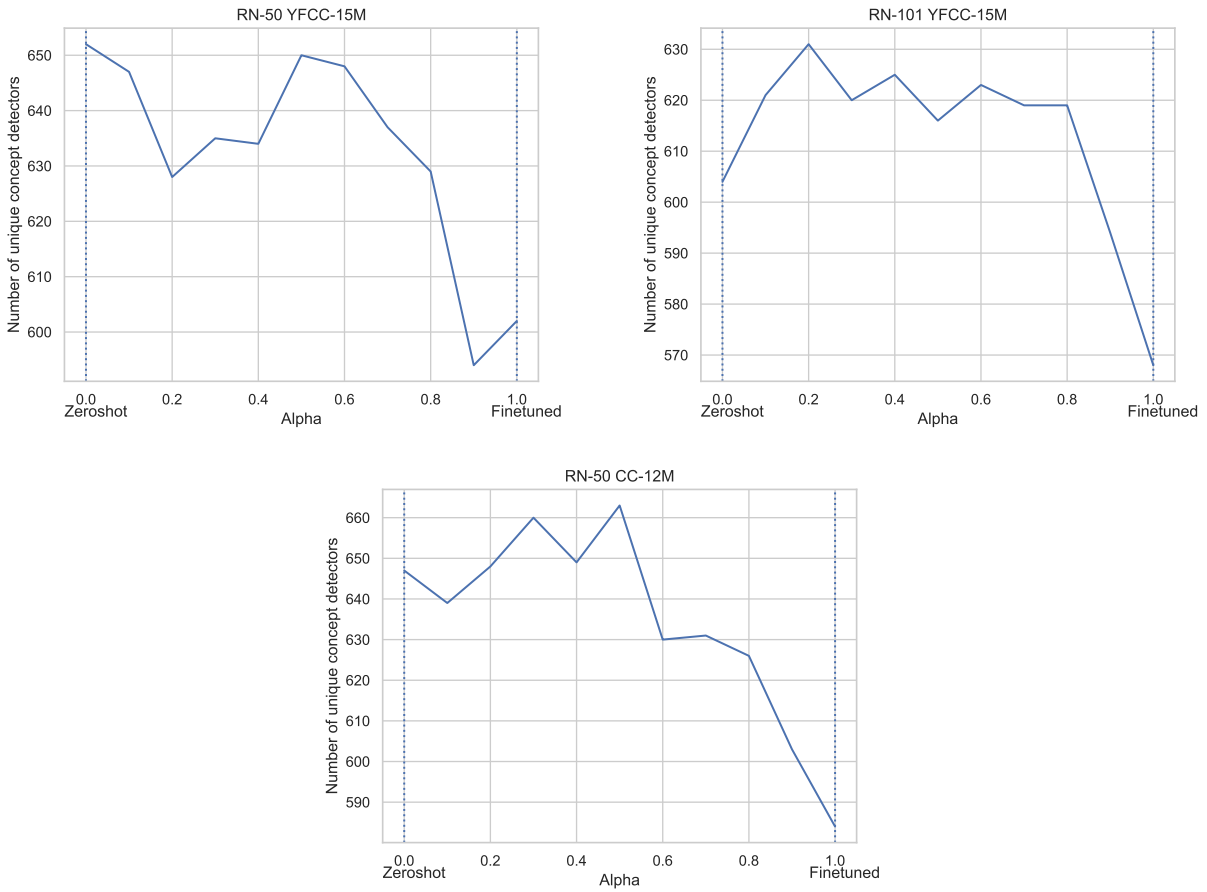 RN-50 YFCC-15M
Number of unique concept detectors
650
640
630
620
610
600
0.0 0.2 0.4 0.6 0.8 1.0
Zeroshot Finetuned
Alpha
RN-101 YFCC-15M
Number of unique concept detectors
630
620
610
600
590
580
570
0.0 0.2 0.4 0.6 0.8 1.0
Zeroshot Finetuned
Alpha
RN-50 CC-12M
Number of unique concept detectors
660
650
640
630
620
610
600
590
0.0 0.2 0.4 0.6 0.8 1.0
Zeroshot Finetuned
Alpha